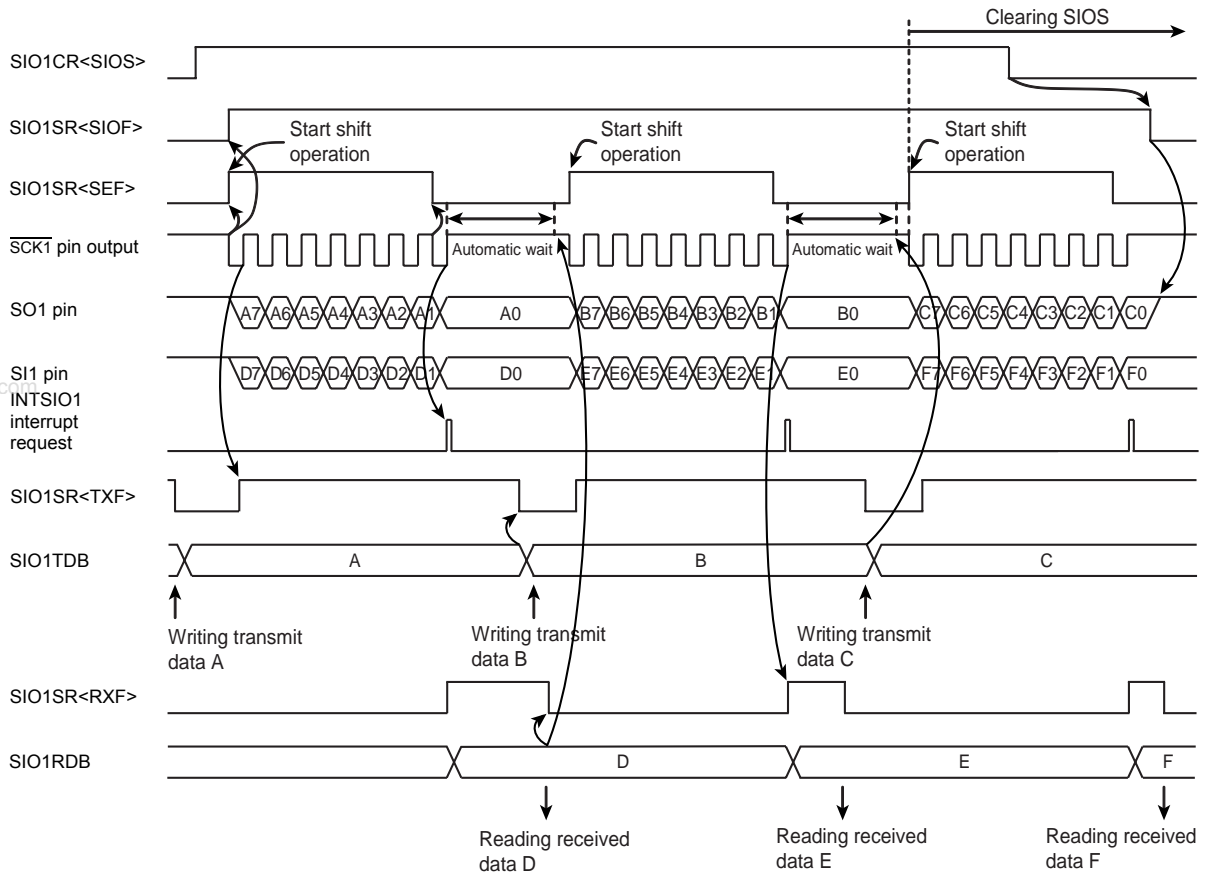 Clearing SIOS
SIO1CR<SIOS>
SIO1SR<SIOF>
Start shift
operation
Start shift
operation
Start shift
operation
SIO1SR<SEF>
SCK1 pin output
Automatic wait
Automatic wait
SO1 pin
A7 A6 A5 A4 A3 A2 A1 A0 B7 B6 B5 B4 B3 B2 B1 B0 C7 C6 C5 C4 C3 C2 C1 C0
SI1 pin
D7 D6 D5 D4 D3 D2 D1 D0 E7 E6 E5 E4 E3 E2 E1 E0 F7 F6 F5 F4 F3 F2 F1 F0
com
INTSIO1
interrupt
request
SIO1SR<TXF>
SIO1TDB
A B C
Writing transmit
data A
Writing transmit
data B
Writing transmit
data C
SIO1SR<RXF>
SIO1RDB
D E F
Reading received
data D
Reading received
data E
Reading received
data F